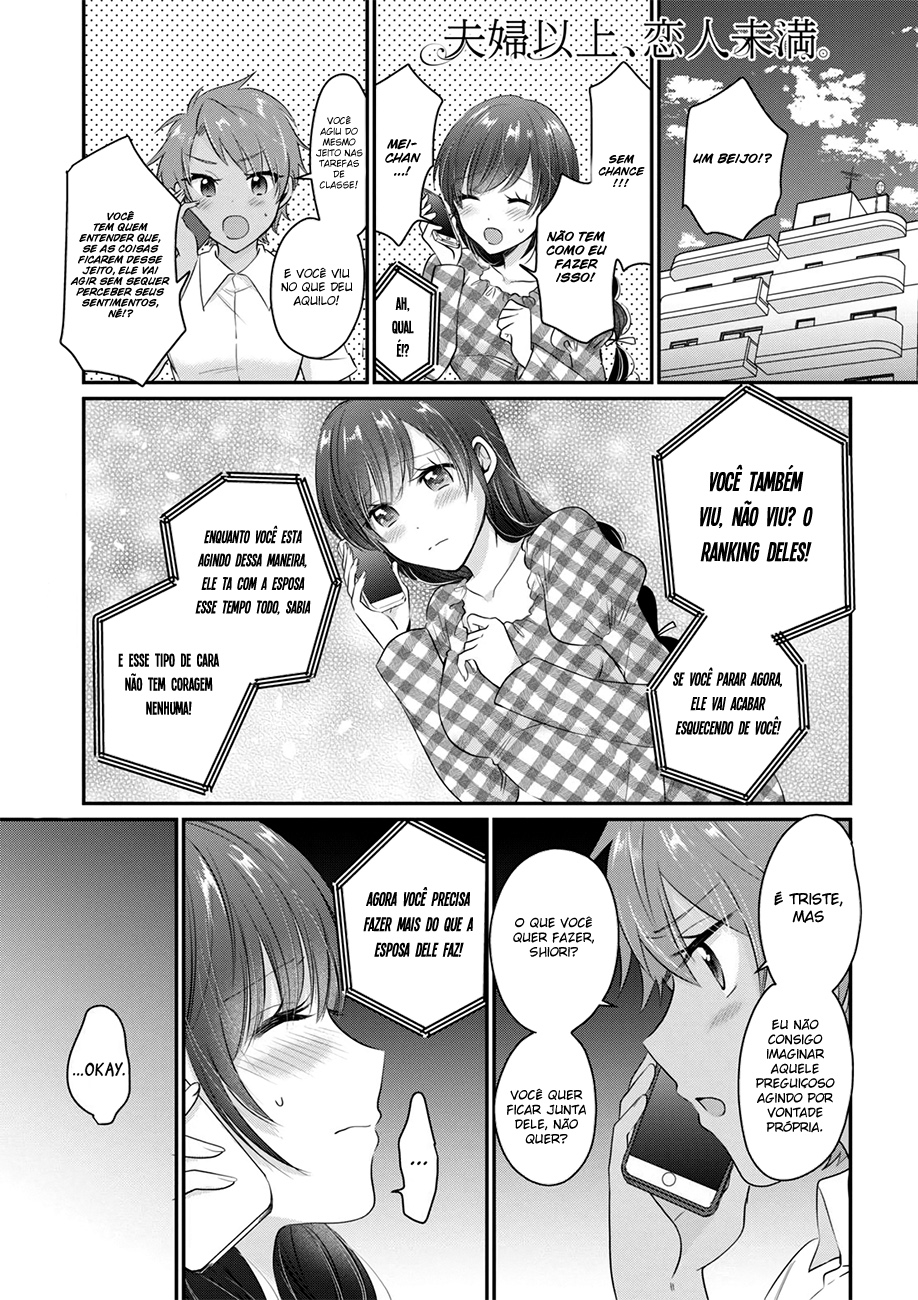 夫婦以上、恋人未満。
UM BEIJO!?
SEM
CHANCE
!!!
NÃO TEM
COMO EU
FAZER
ISSO!
MEI-
CHAN
...!
AH,
QUAL
É!?
VOCÊ
AGIU DO
MESMO
JEITO NAS
TAREFAS
DE
CLASSE!
E VOCÊ VIU
NO QUE DEU
AQUILO!
VOCÊ
TEM QUEM
ENTENDER QUE,
SE AS COISAS
FICAREM DESSE
JEITO, ELE VAI
AGIR SEM SEQUER
PERCEBER SEUS
SENTIMENTOS,
NÉ!?
VOCÊ TAMBÉM
VIU, NÃO VIU? O
RANKING DELES!
SE VOCÊ PARAR AGORA,
ELE VAI ACABAR
ESQUECENDO DE VOCÊ!
ENQUANTO VOCÊ ESTA
AGINDO DESSA MANEIRA,
ELE TA COM A ESPOSA
ESSE TEMPO TODO, SABIA
E ESSE TIPO DE CARA
NÃO TEM CORAGEM
NENHUMA!
É TRISTE,
MAS
EU NÃO
CONSIGO
IMAGINAR
AQUELE
PREGUIÇOSO
AGINDO POR
VONTADE
PRÓPRIA.
O QUE VOCÊ
QUER FAZER,
SHIORI?
VOCÊ QUER
FICAR JUNTA
DELE, NÃO
QUER?
AGORA VOCÊ PRECISA
FAZER MAIS DO QUE A
ESPOSA DELE FAZ!
...
...OKAY.